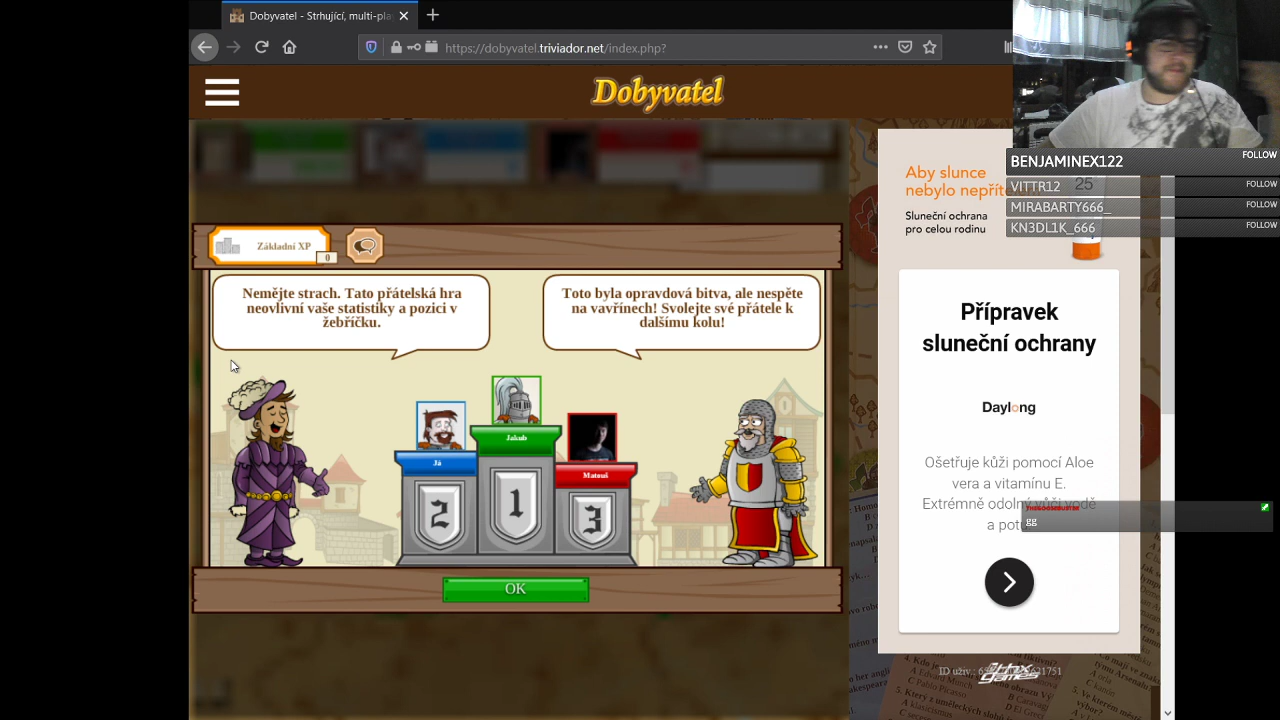 Dobyvatel - Strhující, multi-pla
https://dobyvatel.triviador.net/index.php?
Dobyvatel
Základní XP
0
Nemějte strach. Tato přátelská hra
neovlivní vaše statistiky a pozici v
žebříčku.
Toto byla opravdová bitva, ale nespěte
na vavřínech! Svolejte své přátele k
dalšímu kolu!
Jakub
Já
Matouš
2
1
3
OK
Aby slunce
Sluneční ochrana
pro celou rodinu
25
Přípravek
sluneční ochrany
Daylong
Ošetřuje kůži pomocí Aloe
vera a vitamínu E.
Extrémně odolný vůči vodě
BENJAMINEX122
FOLLOW
VITTR12
FOLLOW
MIRABARTY666_
FOLLOW
KN3DL1K_666
FOLLOW
gg
ID uživ.:
games